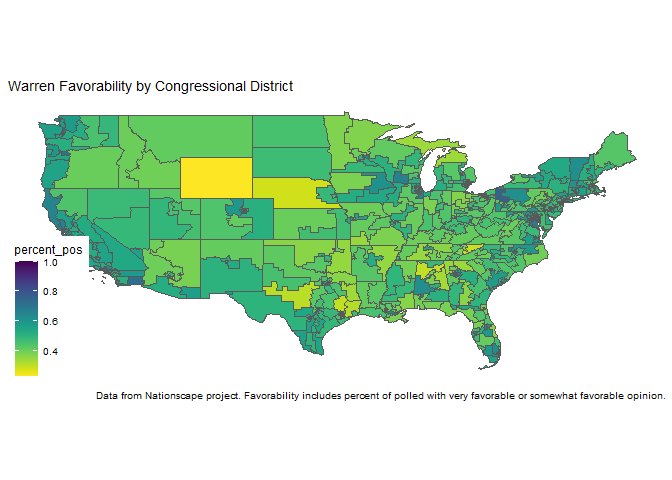 Warren Favorability by Congressional District
percent_pos
1.0
0.8
0.6
0.4
Data from Nationscape project. Favorability includes percent of polled with very favorable or somewhat favorable opinion.